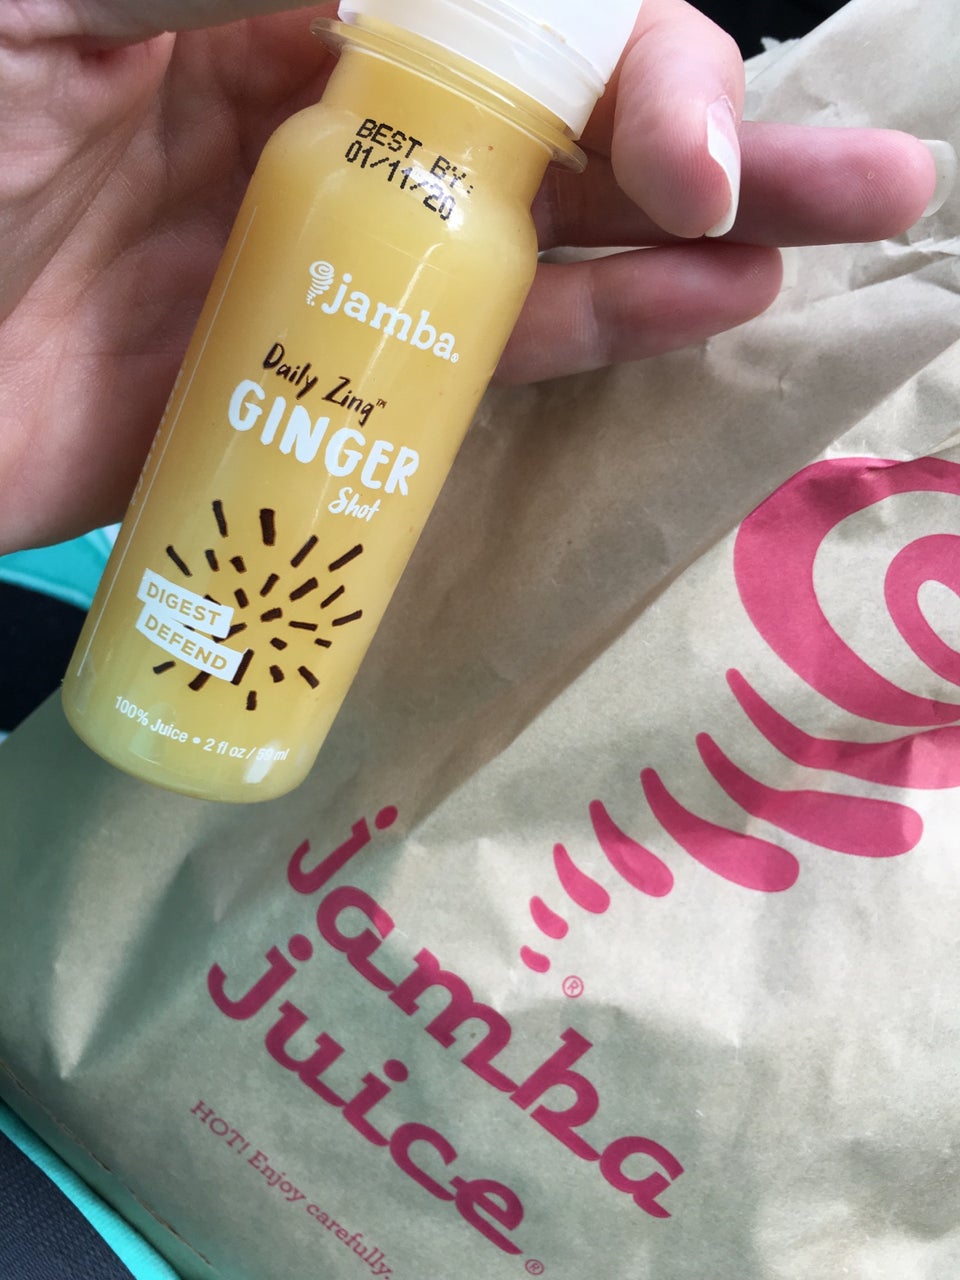 BEST BY:
01/11/20
jamba®
Daily Zing™
GINGER
Shot
DIGEST
DEFEND
100% Juice • 2 fl oz / 59 ml
jamba®
juice®
HOT! Enjoy carefully.